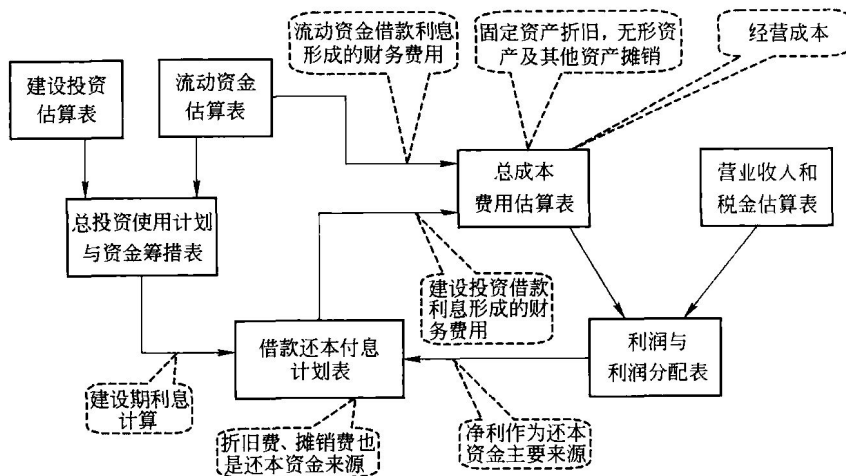 流动资金借款利息
形成的财务费用
固定资产折旧，无形资
产及其他资产摊销
经营成本
建设投资
估算表
流动资金
估算表
总成本
费用估算表
营业收人和
税金估算表
总投资使用计划
与资金筹措表
建设投资借款
利息形成的财
务费用
借款还本付息
计划表
利润与
利润分配表
建设期利息
计算
折旧费、摊销费也
是还本资金来源
净利作为还本
资金主要来源